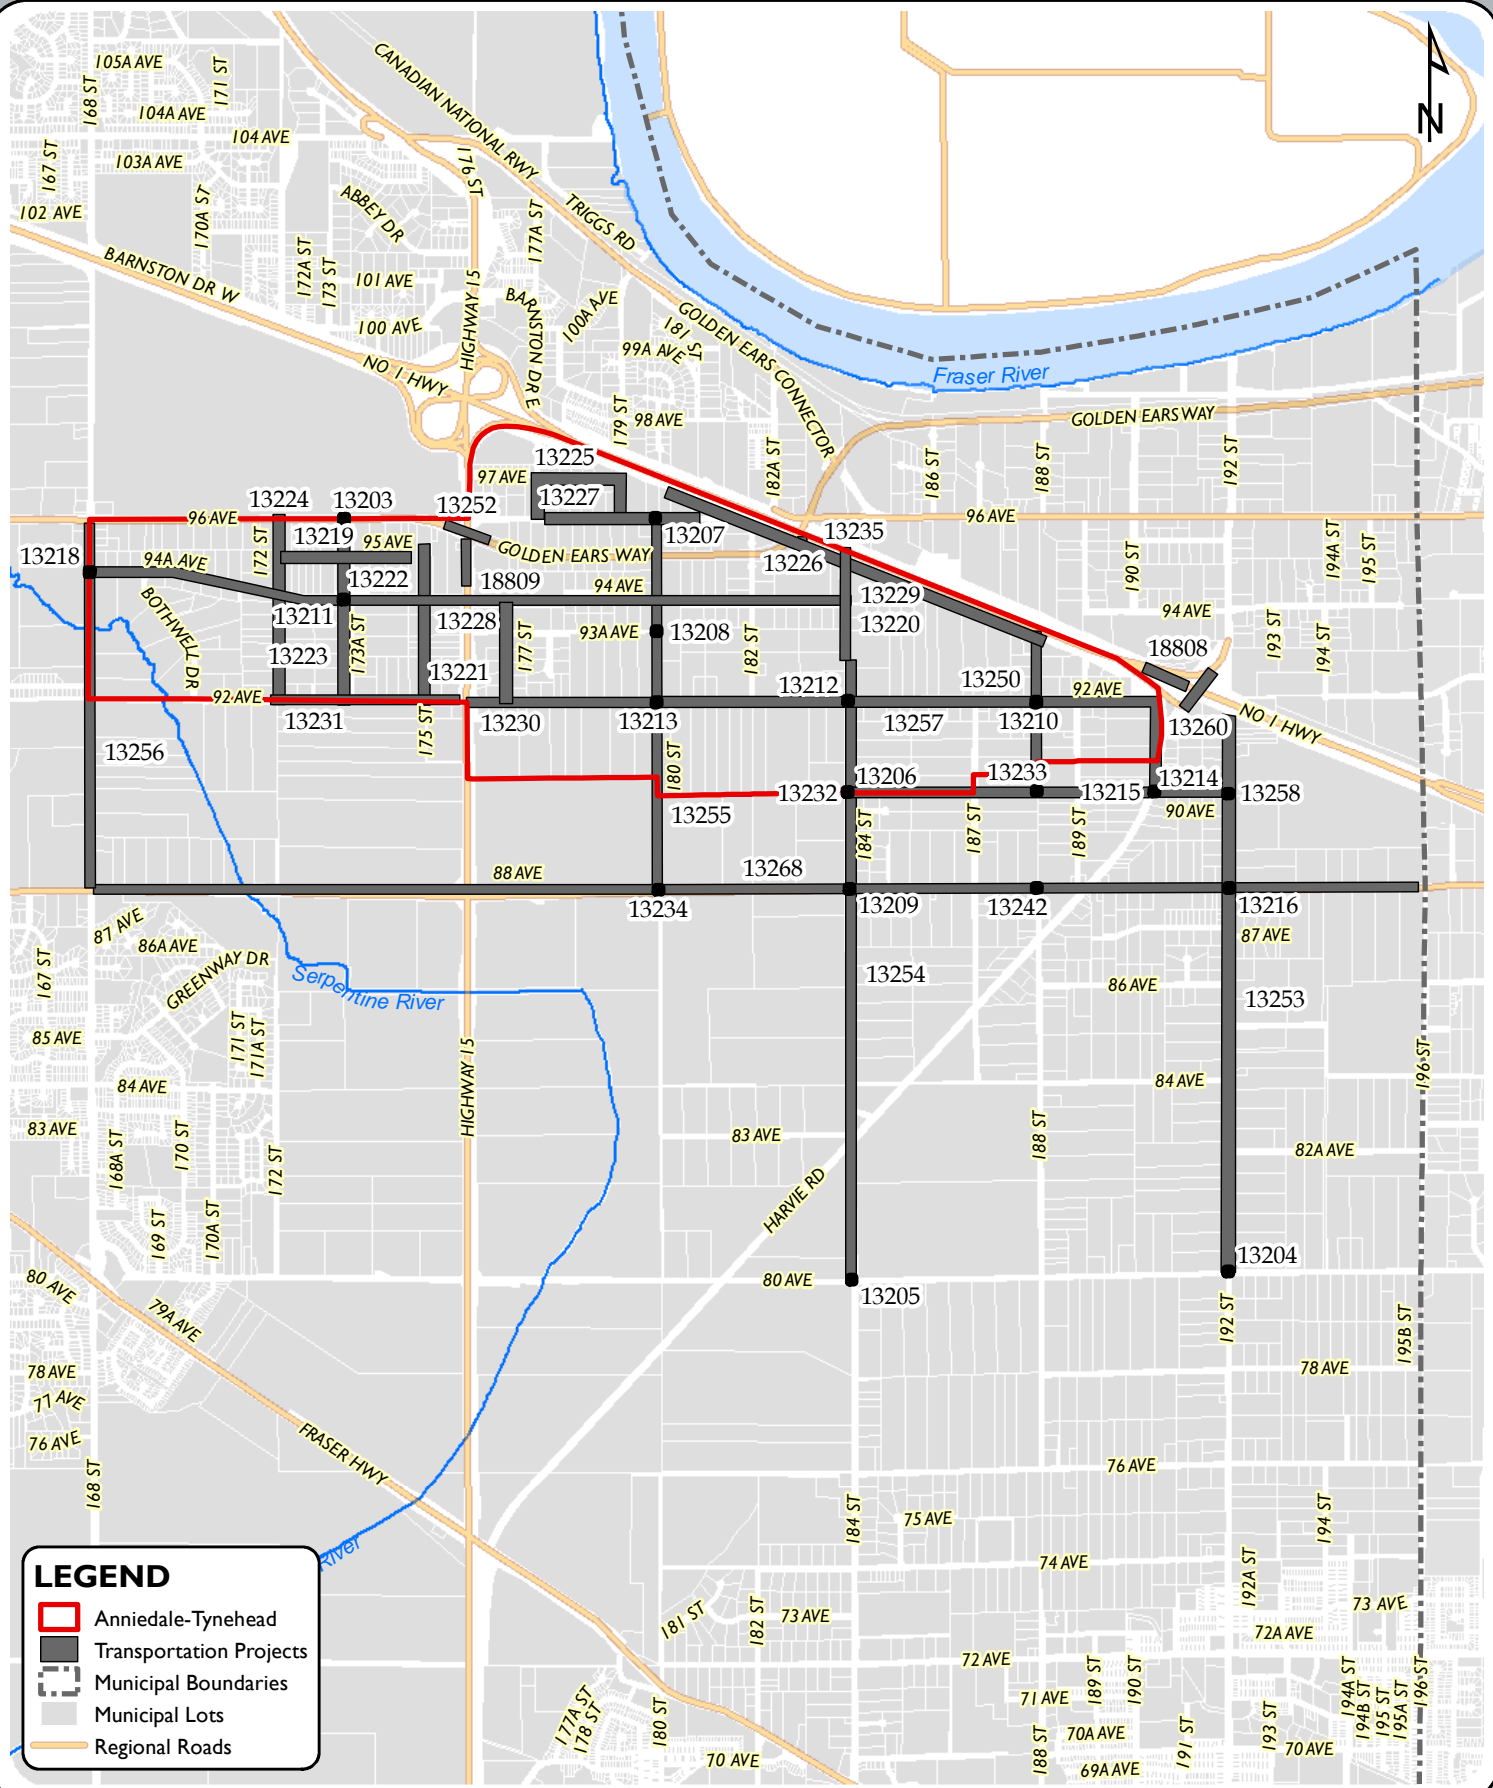 105A AVE
171 ST
168 ST
104A AVE
104 AVE
167 ST
103A AVE
102 AVE
170A ST
ABBEY DR
CANADIAN NATIONAL RWY
176 ST
TRIGGS RD
177A ST
N
BARNSTON DR W
172A ST
173 ST
101 AVE
100 AVE
HIGHWAY 15
BARNSTON DR E
100A AVE
181 ST
99A AVE
GOLDEN EARS CONNECTOR
Fraser River
NO 1 HWY
179 ST
98 AVE
GOLDEN EARS WAY
182A ST
186 ST
188 ST
192 ST
13225
97 AVE
13227
13224
13203
13252
96 AVE
13219
95 AVE
172 ST
13218
94A AVE
GOLDEN EARS WAY
13207
13235
13226
96 AVE
194A ST
195 ST
190 ST
13222
18809
94 AVE
13229
94 AVE
BOTHWELL DR
13211
173A ST
13228
177 ST
93A AVE
13208
182 ST
13220
193 ST
194 ST
13223
13221
18808
13212
13250
92 AVE
92 AVE
13231
175 ST
13230
13213
13257
13210
13260
NO 1 HWY
13256
180 ST
13206
13233
13214
13232
13215
13258
13255
184 ST
187 ST
189 ST
90 AVE
88 AVE
13268
13234
13209
13242
13216
87 AVE
86A AVE
87 AVE
167 ST
GREENWAY DR
Serpentine River
13254
86 AVE
13253
85 AVE
171 ST
171A ST
HIGHWAY 15
196 ST
84 AVE
84 AVE
83 AVE
168A ST
170 ST
172 ST
83 AVE
188 ST
82A AVE
169 ST
170A ST
HARVIE RD
80 AVE
80 AVE
13205
13204
79A AVE
192 ST
195B ST
78 AVE
78 AVE
77 AVE
76 AVE
168 ST
FRASER HWY
76 AVE
184 ST
75 AVE
194 ST
River
74 AVE
192A ST
181 ST
182 ST
73 AVE
73 AVE
72A AVE
72 AVE
189 ST
190 ST
194A ST
194B ST
195 ST
195A ST
196 ST
177A ST
178 ST
180 ST
71 AVE
70A AVE
188 ST
191 ST
193 ST
70 AVE
70 AVE
69A AVE
LEGEND
Anniedale-Tynehead
Transportation Projects
Municipal Boundaries
Municipal Lots
Regional Roads